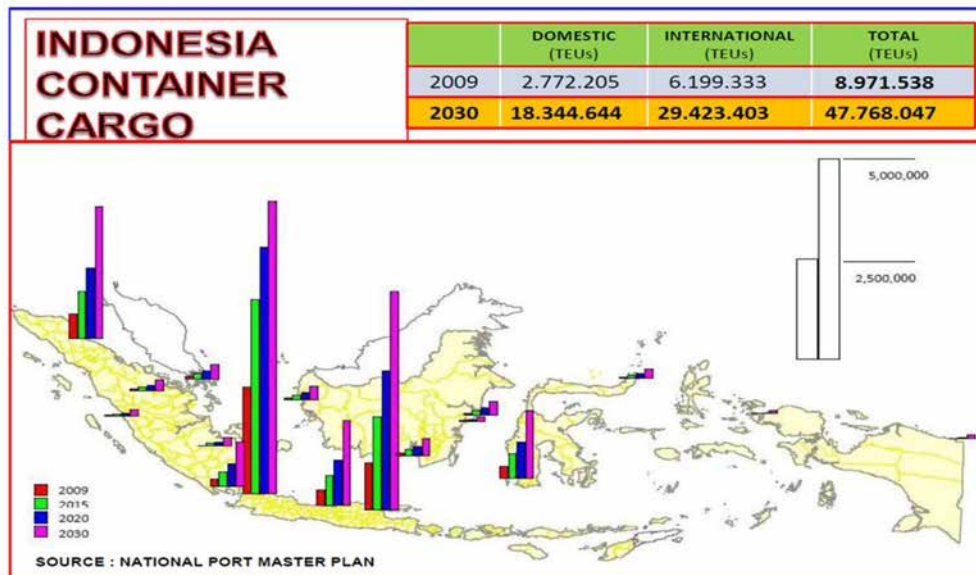 INDONESIA
CONTAINER
CARGO
DOMESTIC INTERNATIONAL TOTAL
(TEUs) (TEUs) (TEUs)
2009 2.772.205 6.199.333 8.971.538
2030 18.344.644 29.423.403 47.768.047
5,000,000
2,500,000
2009
2015
2020
2030
SOURCE : NATIONAL PORT MASTER PLAN